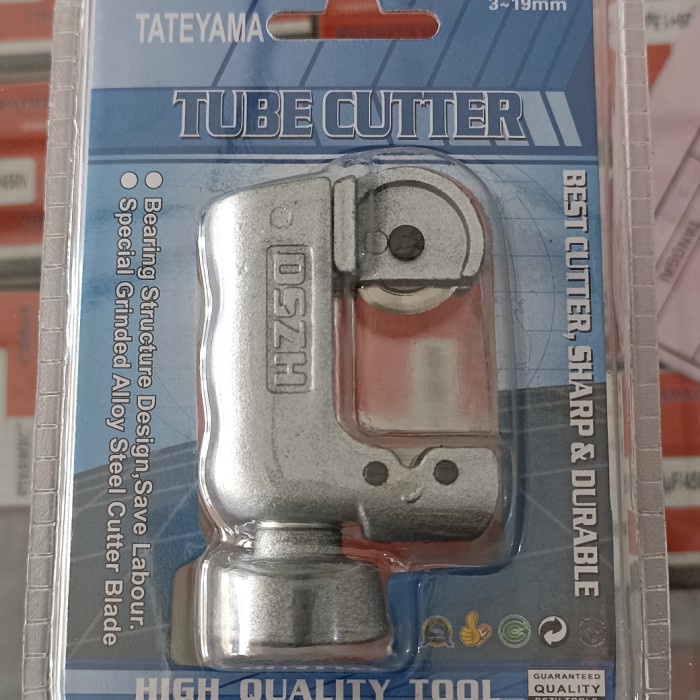 3~19mm
TATEYAMA
TUBE CUTTER
Bearing Structure Design,Save Labour.
Special Grinded Alloy Steel Cutter Blade
DSZH
BEST CUTTER, SHARP & DURABLE
HIGH QUALITY TOOL
GUARANTEED
QUALITY